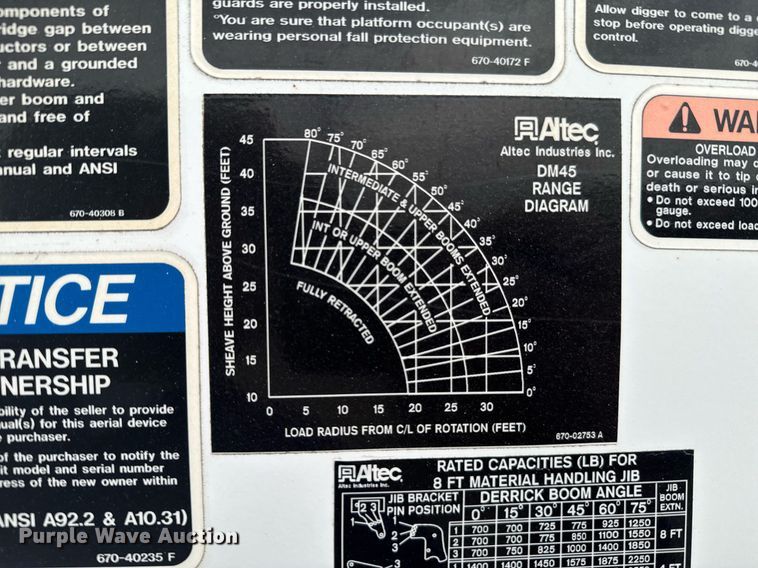 omponents of
ridge gap between
uctors or between
r and a grounded
hardware.
er boom and
and free of
t regular intervals
anual and ANSI
670-40308 B
guards are properly installed.
°You are sure that platform occupant(s) are
wearing personal fall protection equipment.
670-40172 F
Allow digger to come to a
stop before operating digge
control.
670-4
Altec
Altec Industries Inc.
DM45
RANGE
DIAGRAM
SHEAVE HEIGHT ABOVE GROUND (FEET)
45
40
35
30
25
20
15
10
80° 75° 70° 65° 60° 55° 50° 45° 40° 35° 30° 25° 20° 15° 10° 5° 0°
INTERMEDIATE & UPPER BOOMS EXTENDED
INT OR UPPER BOOM EXTENDED
FULLY RETRACTED
0 5 10 15 20 25 30
LOAD RADIUS FROM C/L OF ROTATION (FEET)
670-02753 A
WA
OVERLOAD
Overloading may d
or cause it to tip o
death or serious in
• Do not exceed 100
gauge.
• Do not exceed load
TICE
RANSFER
NERSHIP
bility of the seller to provide
ual(s) for this aerial device
e purchaser.
of the purchaser to notify the
it model and serial number
ress of the new owner within
ANSI A92.2 & A10.31)
670-40235 F
Altec
Altec Industries Inc.
RATED CAPACITIES (LB) FOR
8 FT MATERIAL HANDLING JIB
JIB BRACKET
PIN POSITION
1 2 3
1
2
3
DERRICK BOOM ANGLE
JIB
BOOM
EXTN.
0° 15° 30° 45° 60° 75°
1 700 700 725 775 925 1250
2 700 700 775 850 1100 1550
3 700 750 825 1000 1400 1850
8 FT
1 1400 1400 1450 1575 1875 2250
Purple Wave Auction